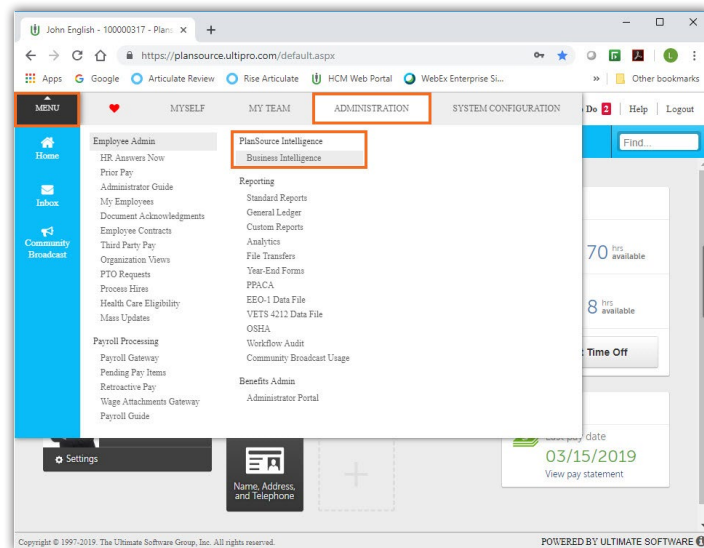 John English - 100000317 - Plans
https://plansource.ultipro.com/default.aspx
Apps Google Articulate Review Rise Articulate HCM Web Portal WebEx Enterprise Si... » Other bookmarks
MENU MYSELF MY TEAM ADMINISTRATION SYSTEM CONFIGURATION Do 2 Help Logout
Home
Inbox
Community
Broadcast
Employee Admin
HR Answers Now
Prior Pay
Administrator Guide
My Employees
Document Acknowledgments
Employee Contracts
Third Party Pay
Organization Views
PTO Requests
Process Hires
Health Care Eligibility
Mass Updates
Payroll Processing
Payroll Gateway
Pending Pay Items
Retroactive Pay
Wage Attachments Gateway
Payroll Guide
PlanSource Intelligence
Business Intelligence
Reporting
Standard Reports
General Ledger
Custom Reports
Analytics
File Transfers
Year-End Forms
PPACA
EEO-1 Data File
VETS 4212 Data File
OSHA
Workflow Audit
Community Broadcast Usage
Benefits Admin
Administrator Portal
Find...
70 hrs available
8 hrs available
Time Off
Last pay date
03/15/2019
View pay statement
Settings
Name, Address,
and Telephone
Copyright © 1997-2019. The Ultimate Software Group, Inc. All rights reserved. POWERED BY ULTIMATE SOFTWARE